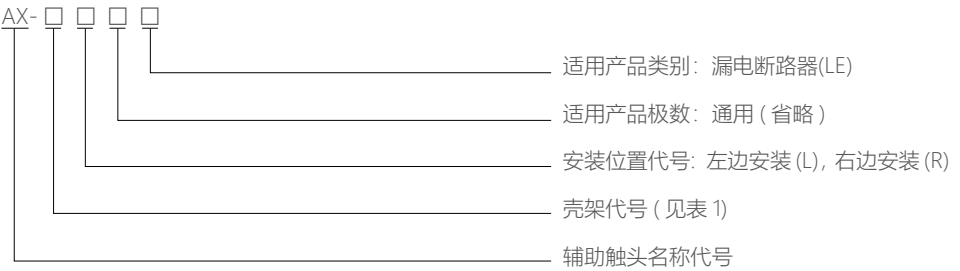 AX- □ □ □ □
适用产品类别：漏电断路器(LE)
适用产品极数：通用 ( 省略 )
安装位置代号: 左边安装 (L), 右边安装 (R)
壳架代号 ( 见表 1)
辅助触头名称代号